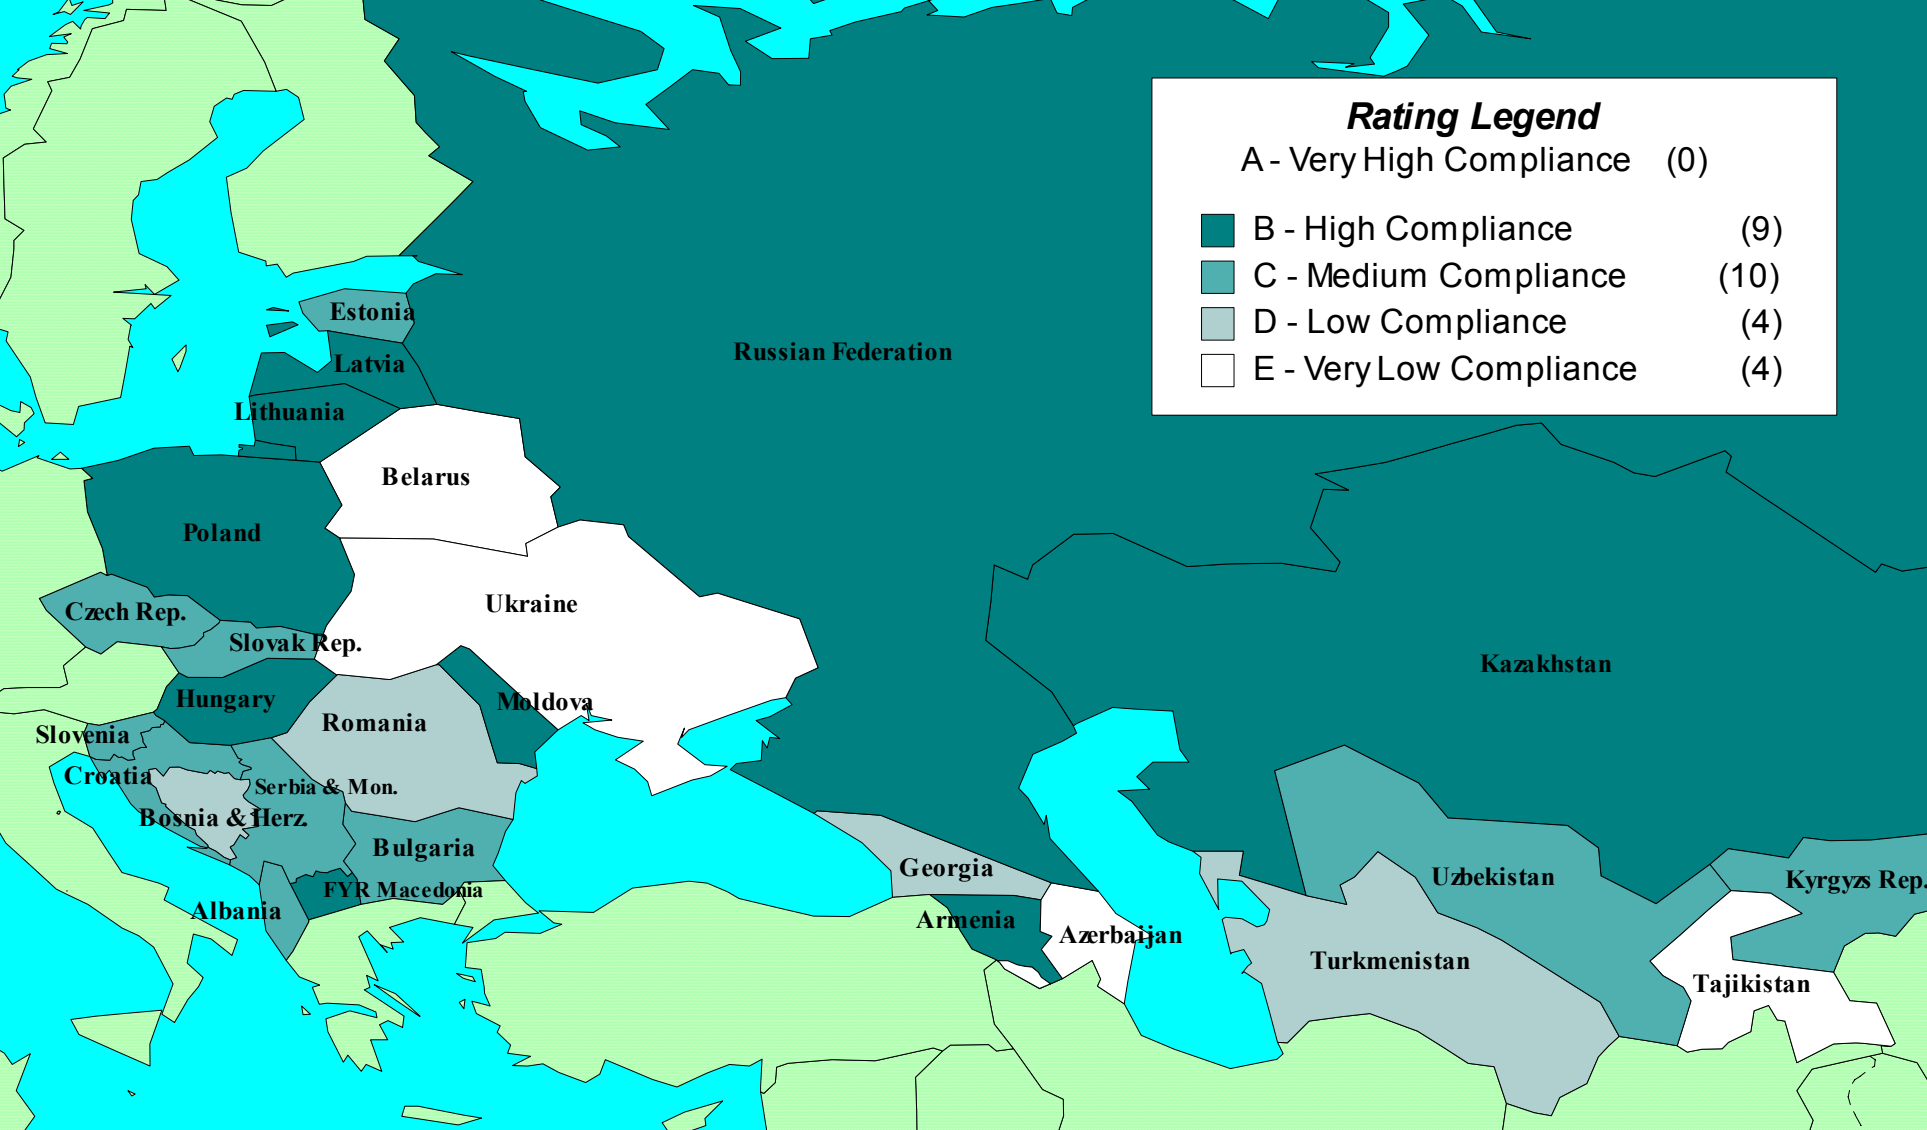 Rating Legend
A - Very High Compliance (0)
B - High Compliance (9)
C - Medium Compliance (10)
D - Low Compliance (4)
E - Very Low Compliance (4)
Estonia
Russian Federation
Latvia
Lithuania
Belarus
Poland
Ukraine
Czech Rep.
Slovak Rep.
Kazakhstan
Hungary
Moldova
Romania
Slovenia
Croatia
Serbia & Mon.
Bosnia & Herz.
Bulgaria
Georgia
Uzbekistan
Kyrgyzs Rep.
FYR Macedonia
Albania
Armenia
Azerbaijan
Turkmenistan
Tajikistan